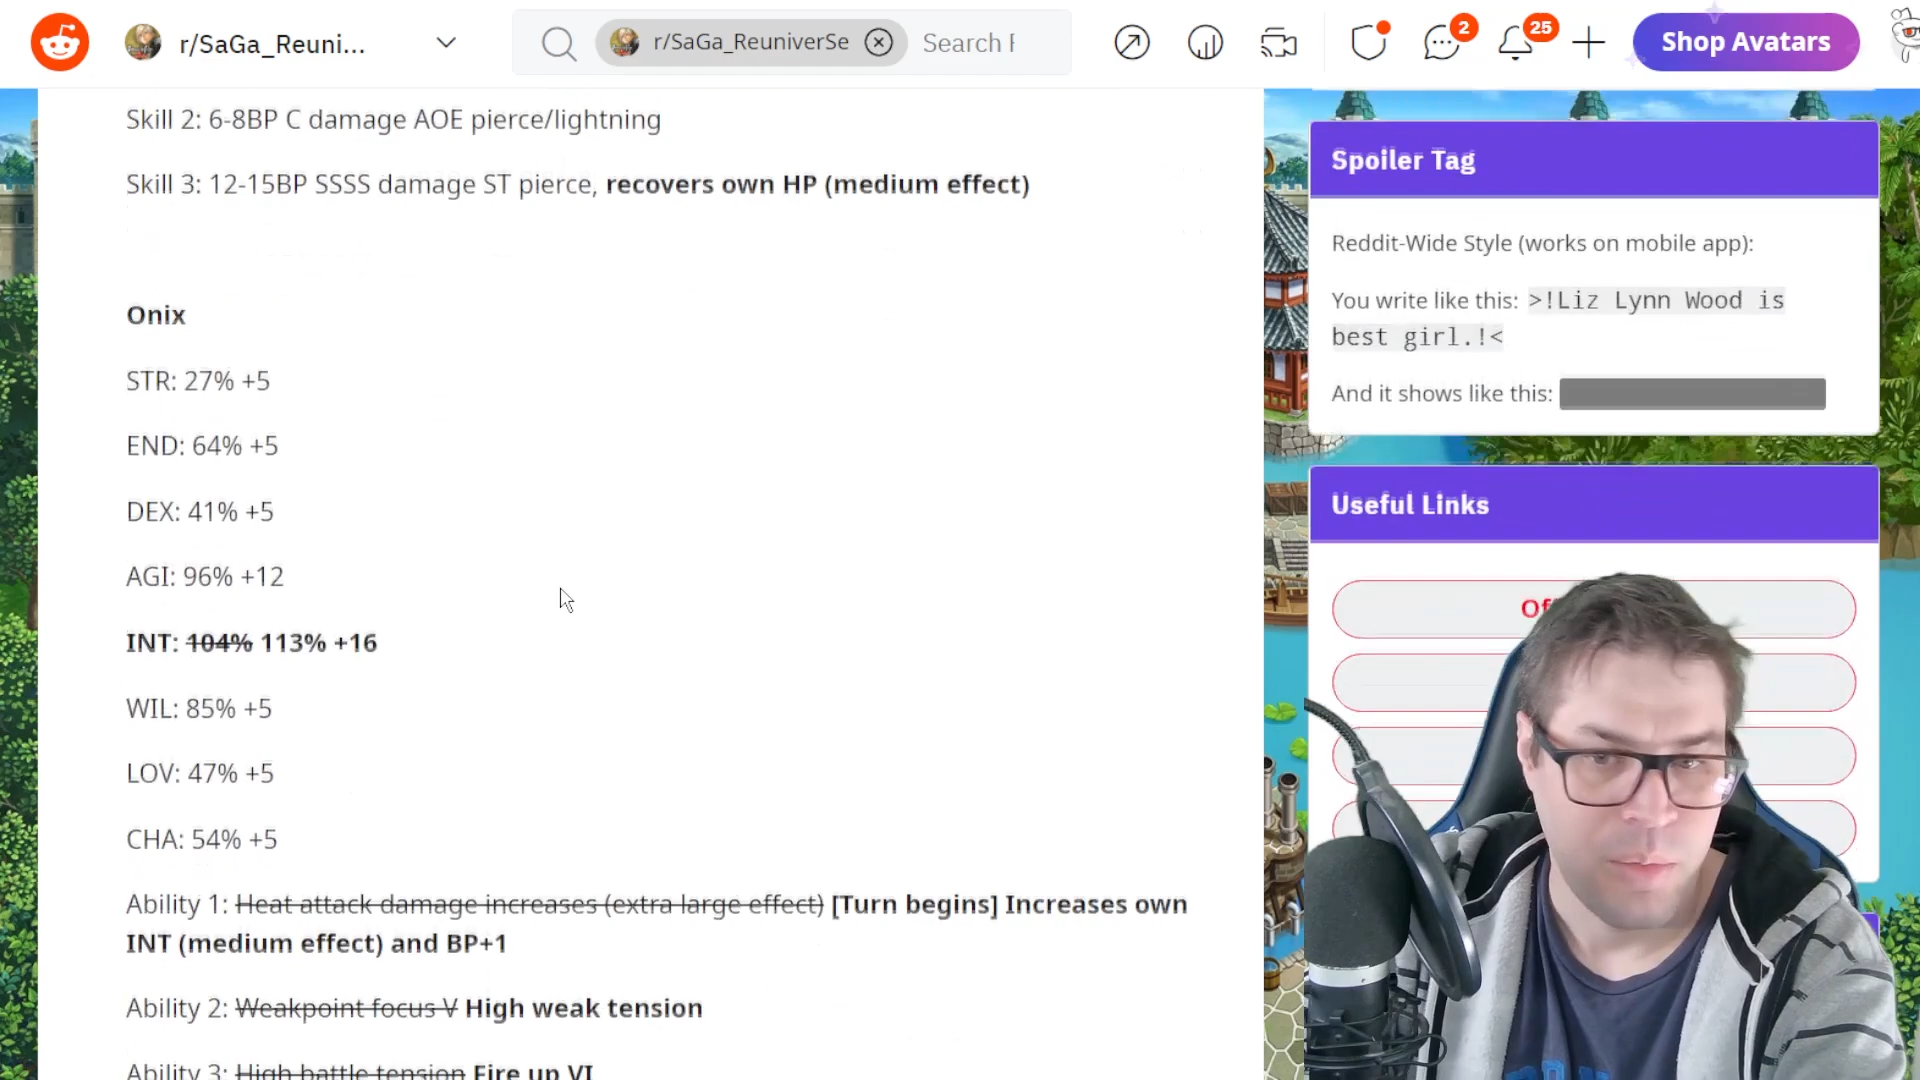 r/SaGa_Reuni...
r/SaGa_ReuniverSe
Search
2
25
Shop Avatars
Skill 2: 6-8BP C damage AOE pierce/lightning
Skill 3: 12-15BP SSSS damage ST pierce, recovers own HP (medium effect)
Onix
STR: 27% +5
END: 64% +5
DEX: 41% +5
AGI: 96% +12
INT: 104% 113% +16
WIL: 85% +5
LOV: 47% +5
CHA: 54% +5
Ability 1: Heat attack damage increases (extra large effect) [Turn begins] Increases own
INT (medium effect) and BP+1
Ability 2: Weakpoint focus V High weak tension
Ability 3: High battle tension Fire up VI
Spoiler Tag
Reddit-Wide Style (works on mobile app):
You write like this: >!Liz Lynn Wood is
best girl.!<
And it shows like this:
Useful Links